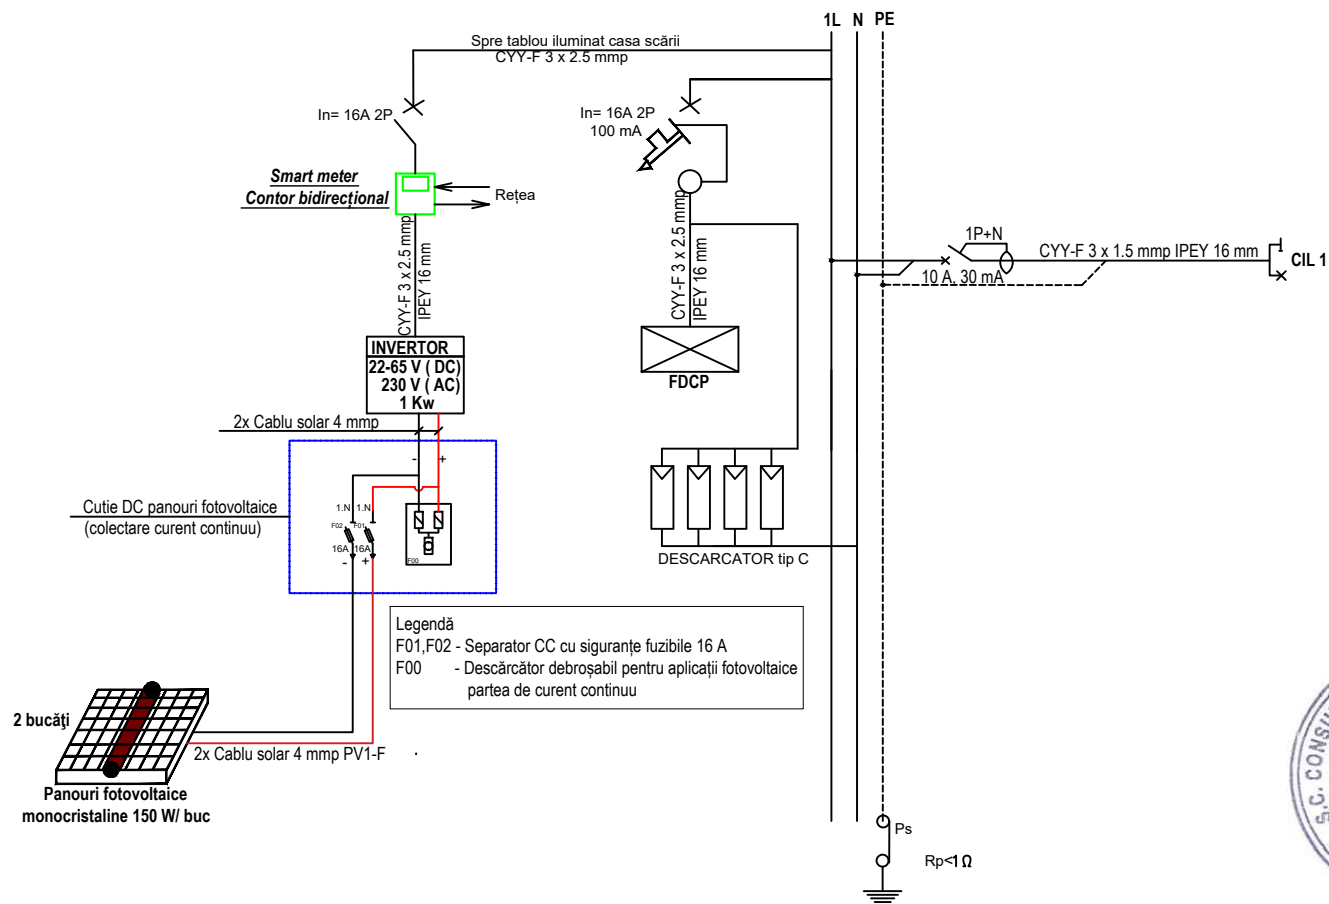 1L N PE
Spre tablou iluminat casa scării
CYY-F 3 x 2.5 mmp
In= 16A 2P
In= 16A 2P
100 mA
Smart meter
Contor bidirecțional
Rețea
CYY-F 3 x 2.5 mmp
IPEY 16 mm
CYY-F 3 x 2.5 mmp
IPEY 16 mm
1P+N
CYY-F 3 x 1.5 mmp IPEY 16 mm
10 A, 30 mA
CIL 1
INVERTOR
22-65 V ( DC)
230 V ( AC)
1 Kw
FDCP
2x Cablu solar 4 mmp
- +
Cutie DC panouri fotovoltaice
(colectare curent continuu)
1.N 1.N
F02 F01
16A 16A
- +
F00
DESCARCATOR tip C
Legendă
F01,F02 - Separator CC cu siguranțe fuzibile 16 A
F00 - Descărcător debroșabil pentru aplicații fotovoltaice
partea de curent continuu
2 bucăţi
2x Cablu solar 4 mmp PV1-F
Panouri fotovoltaice
monocristaline 150 W/ buc
Ps
Rp<1Ω
S.C.